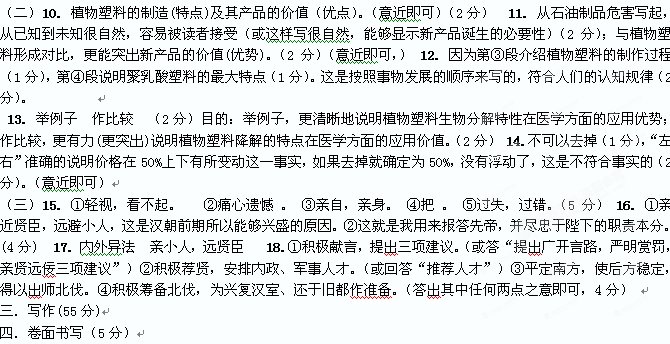 （二）10. 植物塑料的制造(特点)及其产品的价值（优点）。（意近即可）（2 分） 11. 从石油制品危害写起，
从已知到未知很自然，容易被读者接受（或这样写很自然，能够显示新产品诞生的必要性）（2 分）；与植物塑
料形成对比，更能突出新产品的价值(优势)。（2 分）（意近即可,） 12. 因为第③段介绍植物塑料的制作过程
（1 分），第④段说明聚乳酸塑料的最大特点（1 分）。这是按照事物发展的顺序来写的，符合人们的认知规律（2
分）。
13. 举例子 作比较 （2 分）目的：举例子，更清晰地说明植物塑料生物分解特性在医学方面的应用优势；
作比较，更有力(更突出)说明植物塑料降解的特点在医学方面的应用价值。（2 分） 14.不可以去掉（1 分），“左
右”准确的说明价格在 50%上下有所变动这一事实，如果去掉就确定为 50%，没有浮动了，这是不符合事实的（2
分）。（意近即可）
（三）15. ①轻视，看不起。 ②痛心遗憾 。 ③亲自，亲身。 ④把 。 ⑤过失，过错。（5 分） 16. ①亲
近贤臣，远避小人，这是汉朝前期所以能够兴盛的原因。②这就是我用来报答先帝，并尽忠于陛下的职责本分。
（4 分） 17. 内外异法 亲小人，远贤臣 18.①积极献言，提出三项建议。（或答“提出广开言路，严明赏罚，
亲贤远佞三项建议”）②积极荐贤，安排内政、军事人才。（或回答“推荐人才”）③平定南方，使后方稳定，
得以出师北伐。④积极筹备北伐，为兴复汉室、还于旧都作准备。（答出其中任何两点之意即可，4 分）
三．写作(55 分)
四．卷面书写（5 分）